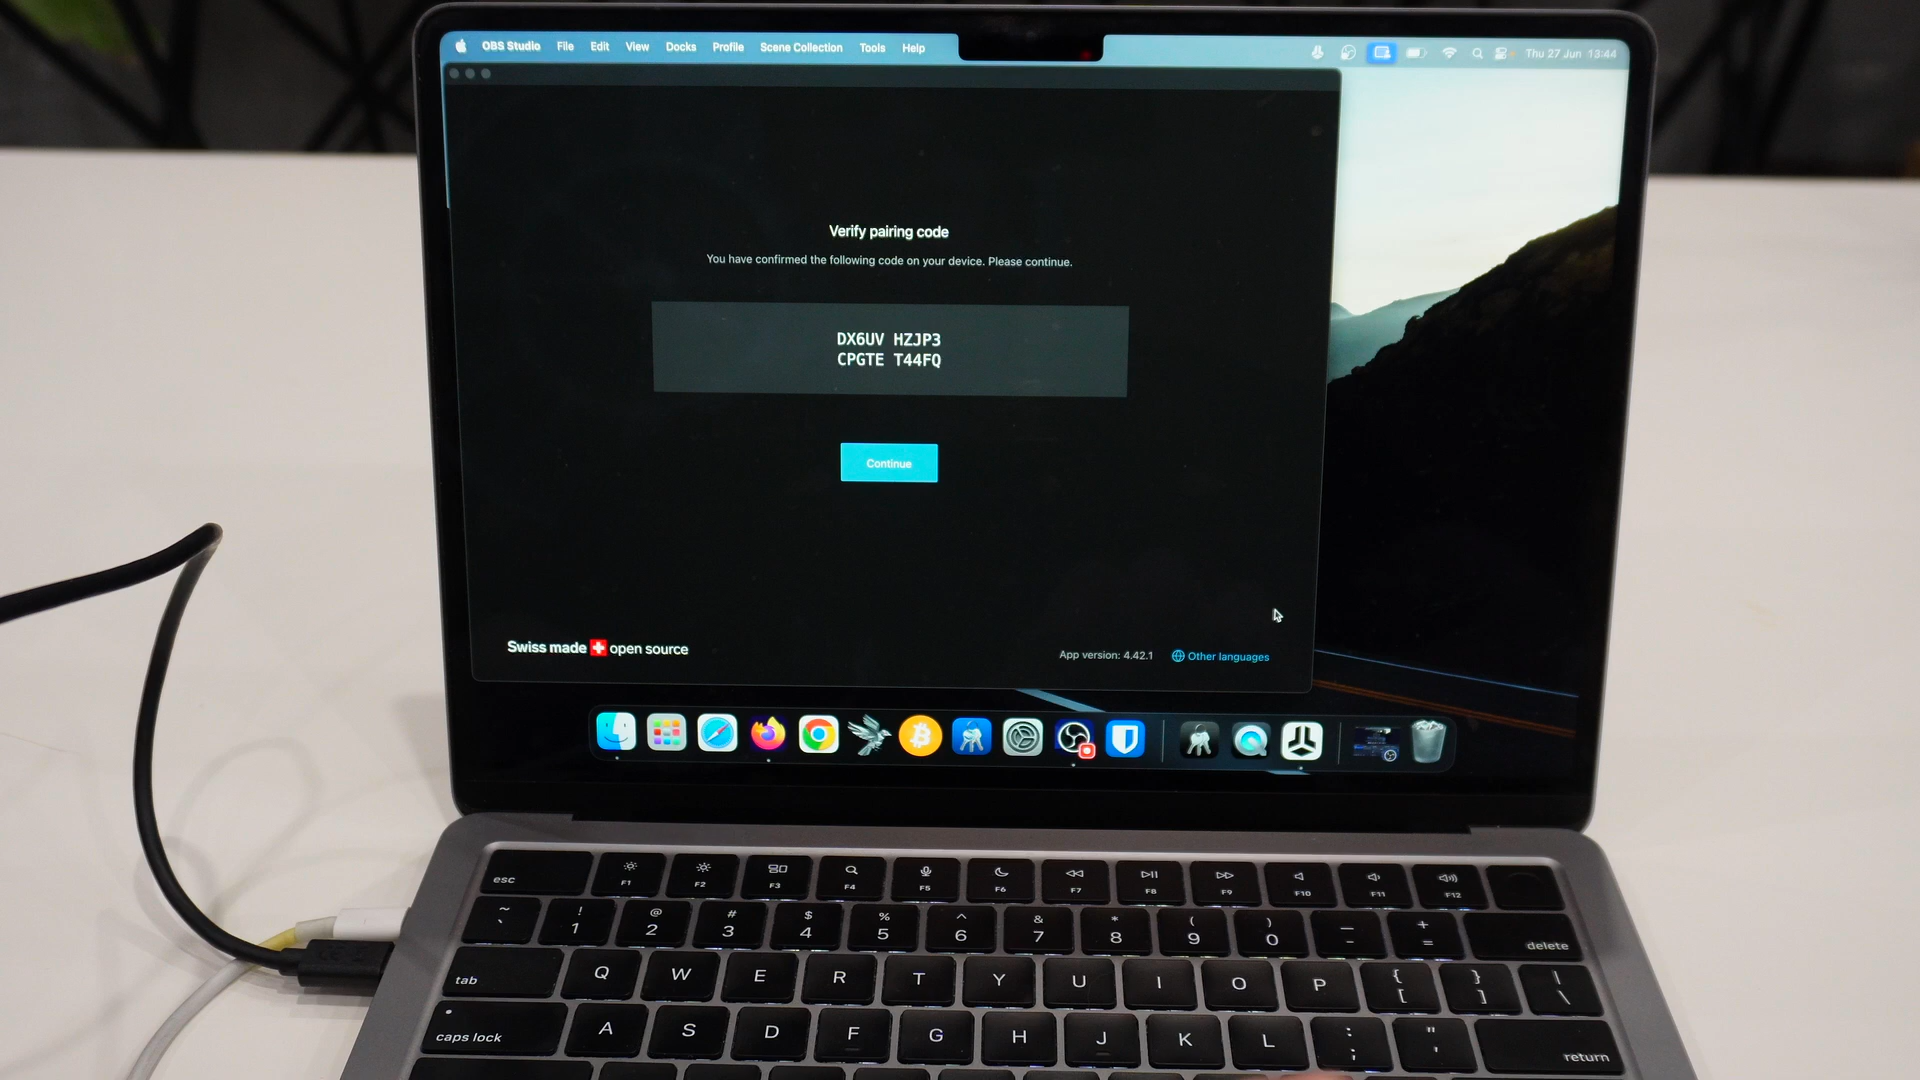 OBS Studio File Edit View Docks Profile Scene Collection Tools Help Thu 27 Jun 13:44
Verify pairing code
You have confirmed the following code on your device. Please continue.
DX6UV HZJP3
CPGTE T44FQ
Continue
Swiss made open source
App version: 4.42.1 Other languages
esc F1 F2 F3 F4 F5 F6 F7 F8 F9 F10 F11 F12
~ ! @ # $ % ^ & * ( ) — +
` 1 2 3 4 5 6 7 8 9 0 - = delete
tab Q W E R T Y U I O P { [ } ] | \
caps lock A S D F G H J K L : ; " ' return